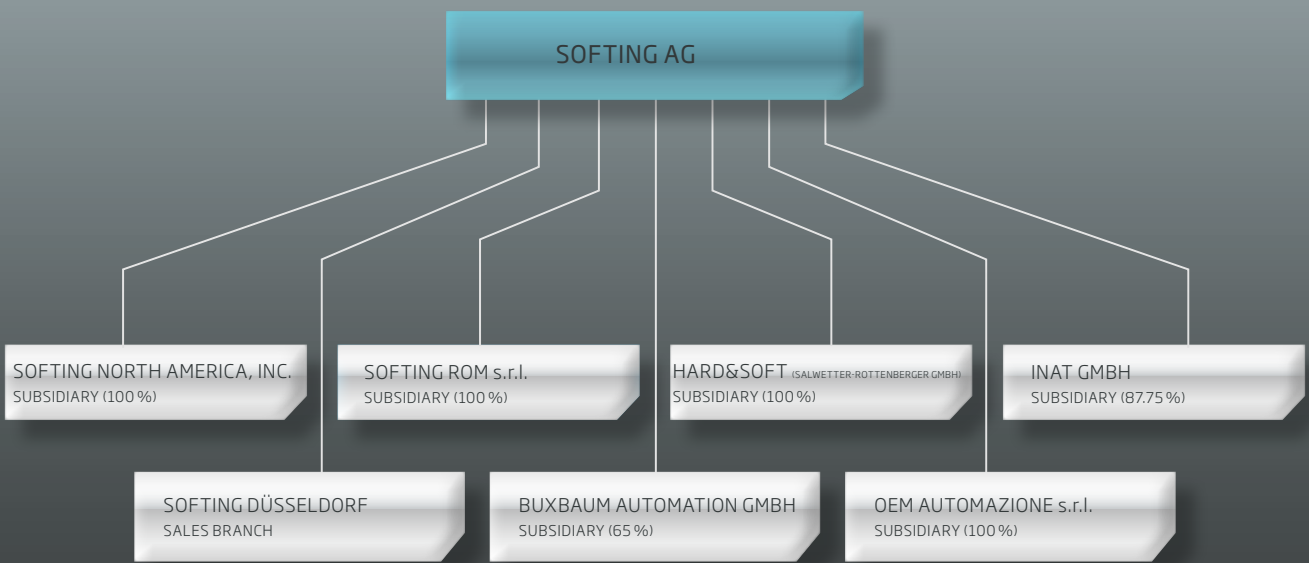 SOFTING AG
SOFTING NORTH AMERICA, INC.
SUBSIDIARY (100 %)
SOFTING ROM s.r.l.
SUBSIDIARY (100 %)
HARD&SOFT (SALWETTER-ROTTENBERGER GMBH)
SUBSIDIARY (100 %)
INAT GMBH
SUBSIDIARY (87.75 %)
SOFTING DÜSSELDORF
SALES BRANCH
BUXBAUM AUTOMATION GMBH
SUBSIDIARY (65 %)
OEM AUTOMAZIONE s.r.l.
SUBSIDIARY (100 %)